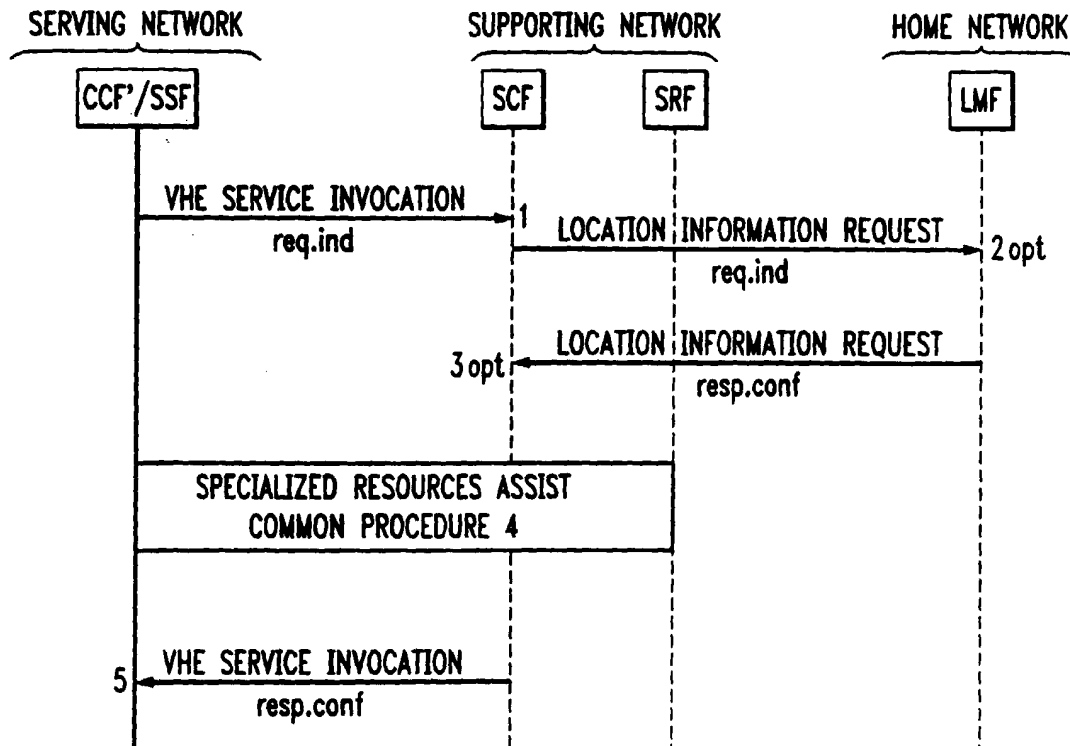 SERVING NETWORK SUPPORTING NETWORK HOME NETWORK
CCF'/SSF SCF SRF LMF
VHE SERVICE INVOCATION 1
req.ind
LOCATION INFORMATION REQUEST
req.ind
2 opt
LOCATION INFORMATION REQUEST
3 opt
resp.conf
SPECIALIZED RESOURCES ASSIST
COMMON PROCEDURE 4
VHE SERVICE INVOCATION
5
resp.conf